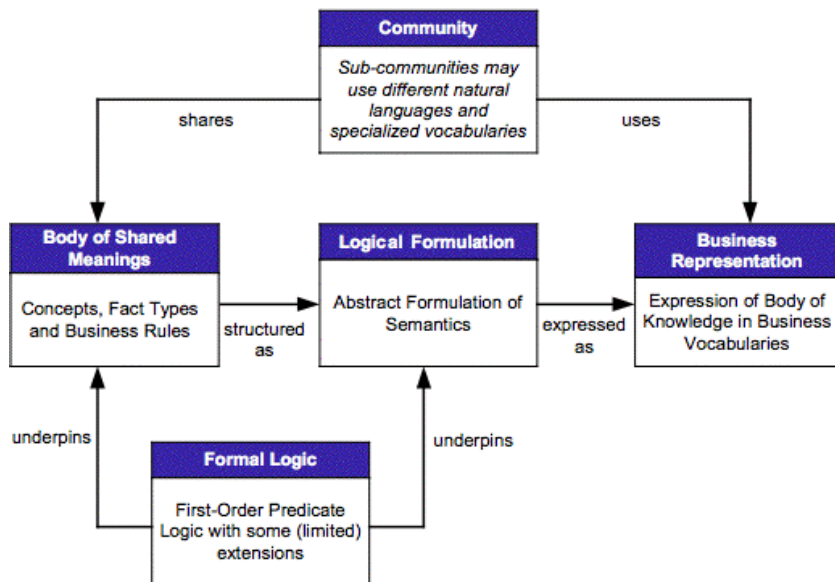 Community
Sub-communities may
use different natural
languages and
specialized vocabularies
shares
uses
Body of Shared
Meanings
Concepts, Fact Types
and Business Rules
structured
as
Logical Formulation
Abstract Formulation of
Semantics
expressed
as
Business
Representation
Expression of Body of
Knowledge in Business
Vocabularies
underpins
underpins
Formal Logic
First-Order Predicate
Logic with some (limited)
extensions